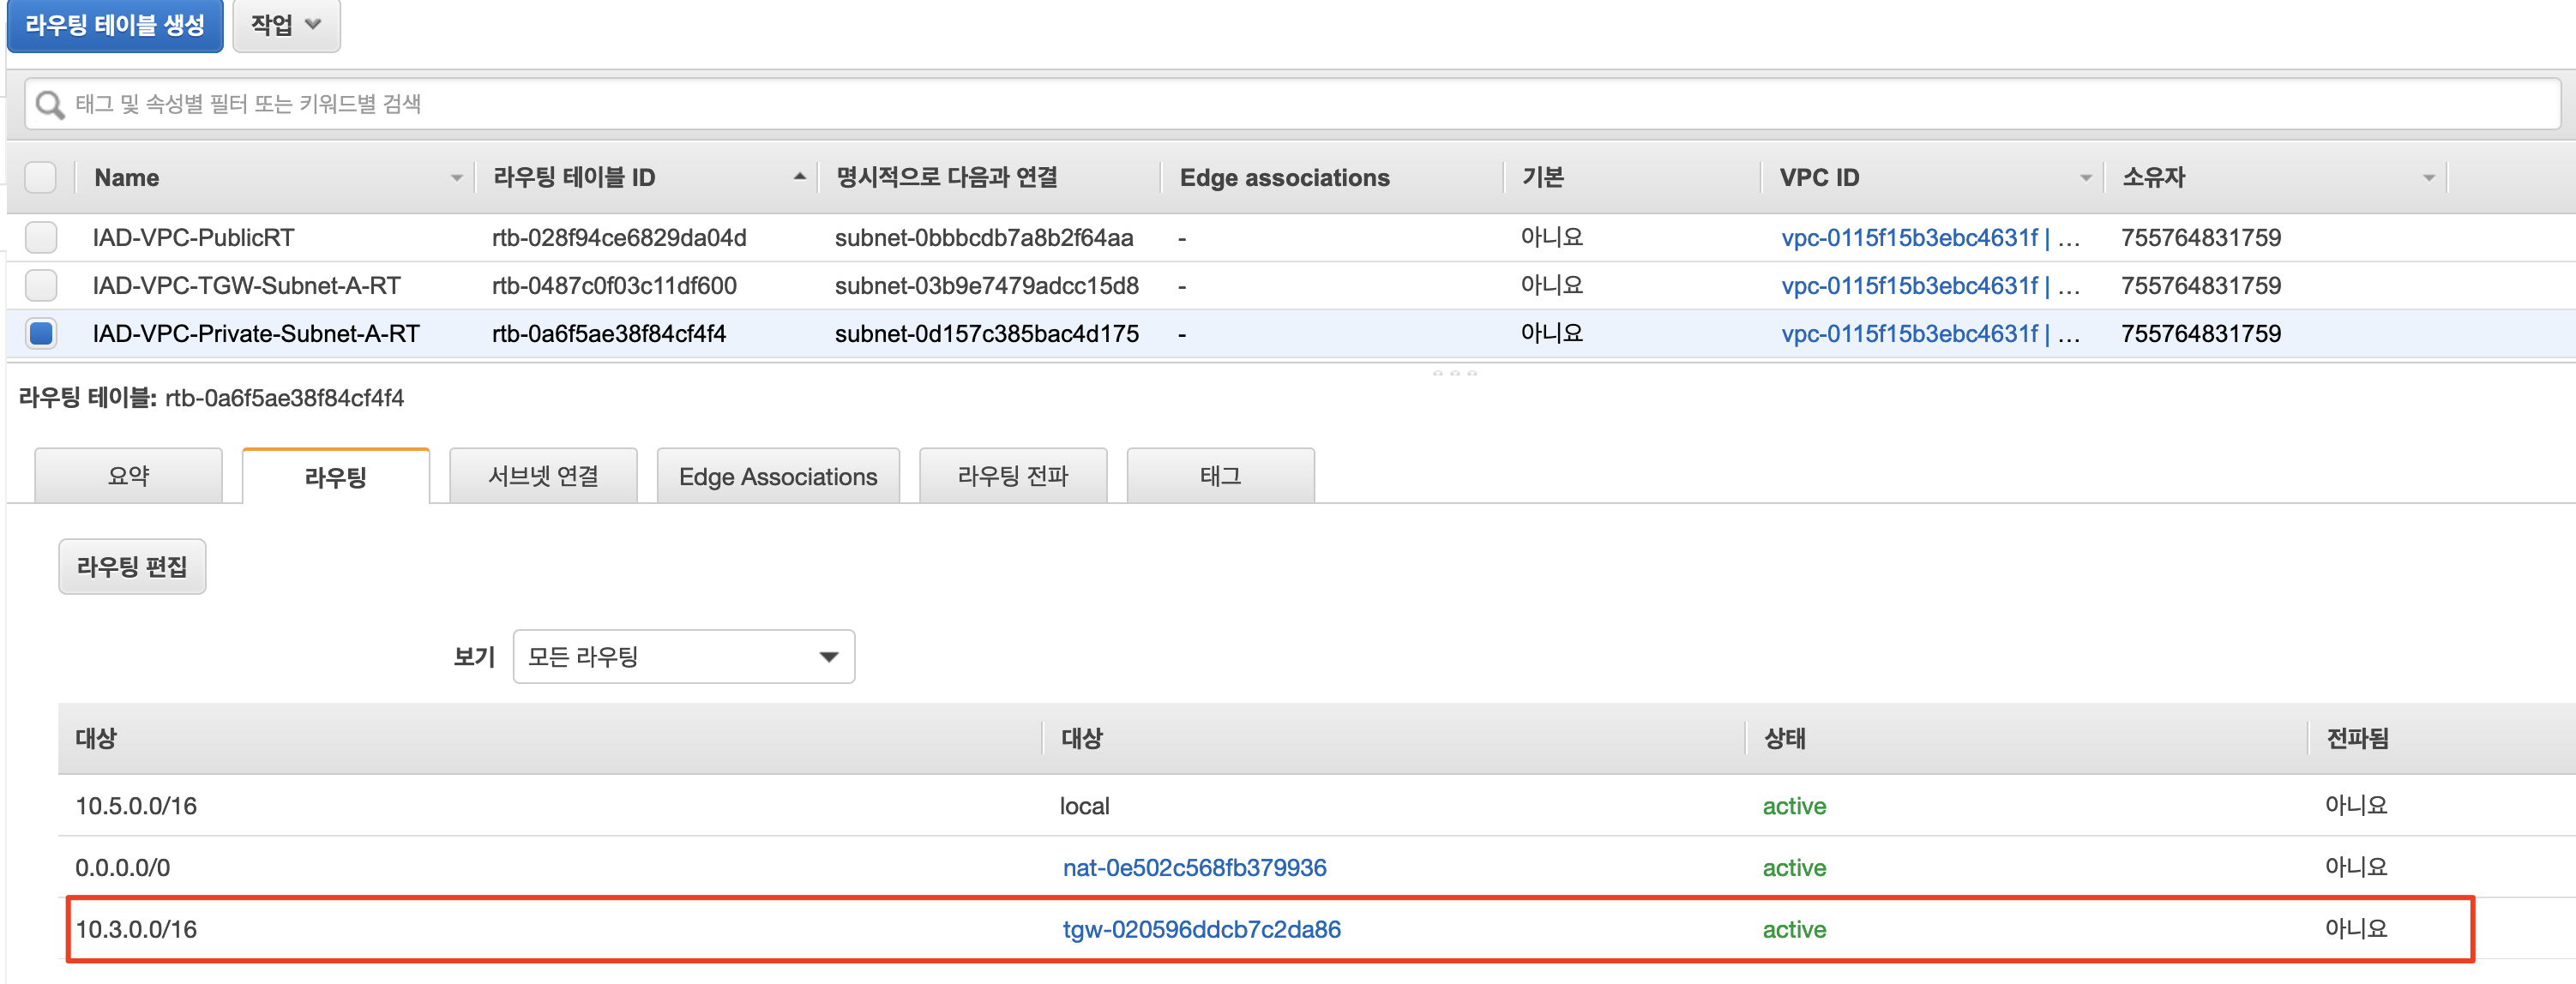 라우팅 테이블 생성 작업
태그 및 속성별 필터 또는 키워드별 검색
Name 라우팅 테이블 ID 명시적으로 다음과 연결 Edge associations 기본 VPC ID 소유자
IAD-VPC-PublicRT rtb-028f94ce6829da04d subnet-0bbbcdb7a8b2f64aa - 아니요 vpc-0115f15b3ebc4631f | ... 755764831759
IAD-VPC-TGW-Subnet-A-RT rtb-0487c0f03c11df600 subnet-03b9e7479adcc15d8 - 아니요 vpc-0115f15b3ebc4631f | ... 755764831759
IAD-VPC-Private-Subnet-A-RT rtb-0a6f5ae38f84cf4f4 subnet-0d157c385bac4d175 - 아니요 vpc-0115f15b3ebc4631f | ... 755764831759
라우팅 테이블: rtb-0a6f5ae38f84cf4f4
요약 라우팅 서브넷 연결 Edge Associations 라우팅 전파 태그
라우팅 편집
보기 모든 라우팅
대상 대상 상태 전파됨
10.5.0.0/16 local active 아니요
0.0.0.0/0 nat-0e502c568fb379936 active 아니요
10.3.0.0/16 tgw-020596ddcb7c2da86 active 아니요